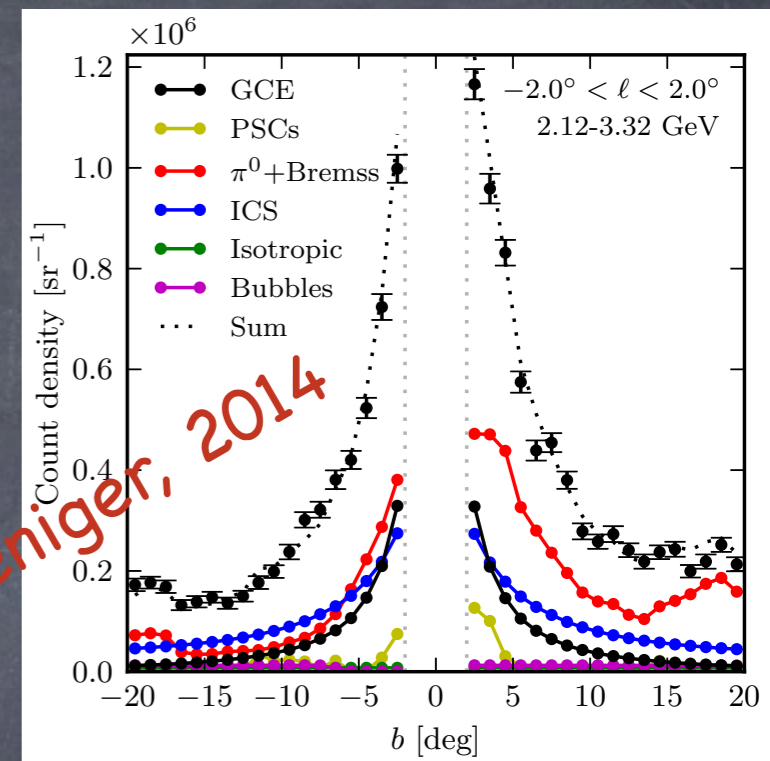 ×10⁶
GCE
PSCs
π⁰+Bremss
ICS
Isotropic
Bubbles
Sum
−2.0° < ℓ < 2.0°
2.12-3.32 GeV
Count density [sr⁻¹]
1.2
1.0
0.8
0.6
0.4
0.2
0.0
eniger, 2014
−20 −15 −10 −5 0 5 10 15 20
b [deg]